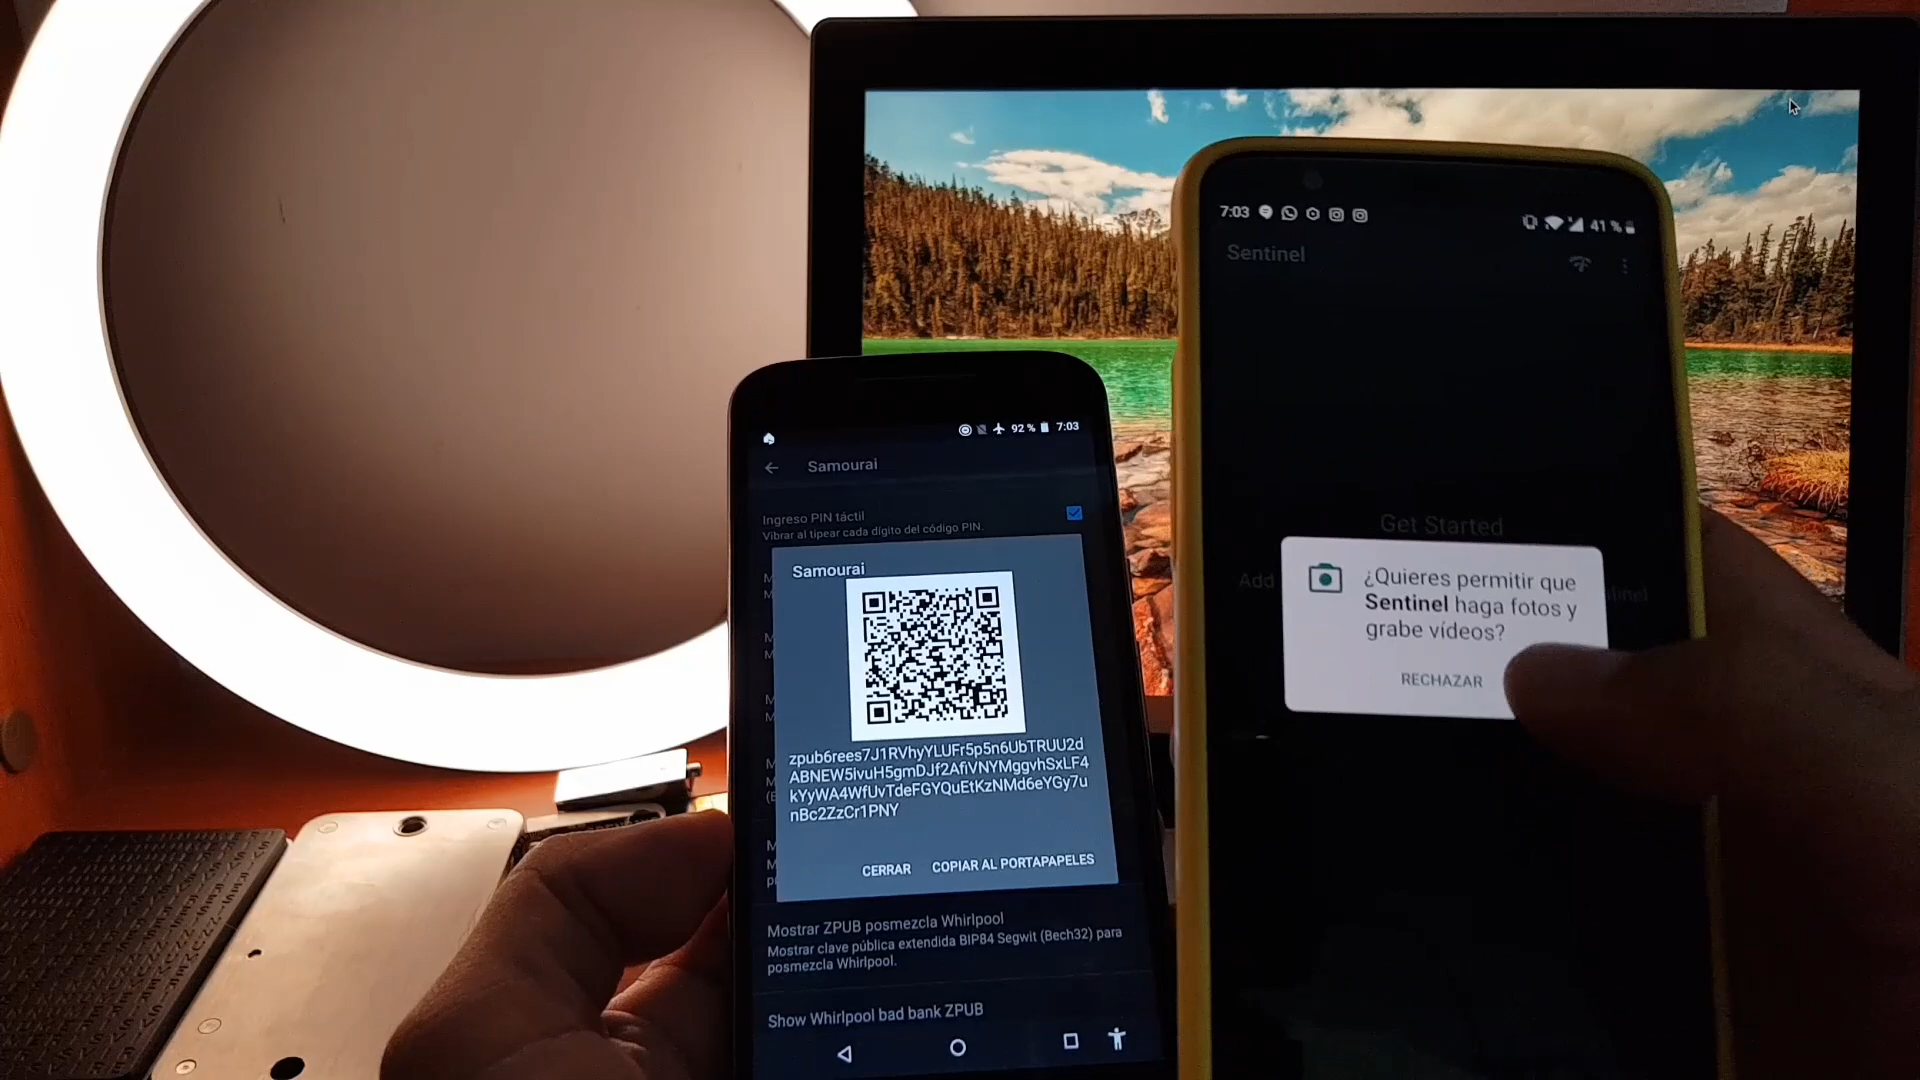 92 % 7:03
Samourai
Ingreso PIN táctil
Vibrar al tipear cada dígito del código PIN.
Samourai
zpub6rees7J1RVhyYLUFr5p5n6UbTRUU2d
ABNEW5ivuH5gmDJf2AfiVNYMggvhSxLF4
kYyWA4WfUvTdeFGYQuEtKzNMd6eYGy7u
nBc2ZzCr1PNY
CERRAR COPIAR AL PORTAPAPELES
Mostrar ZPUB posmezcla Whirlpool
Mostrar clave pública extendida BIP84 Segwit (Bech32) para
posmezcla Whirlpool.
Show Whirlpool bad bank ZPUB
7:03 41 %
Sentinel
Get Started
Add
¿Quieres permitir que
Sentinel haga fotos y
grabe vídeos?
RECHAZAR